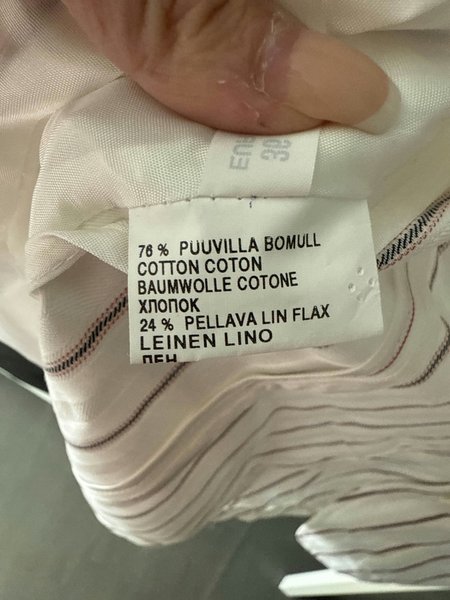 76 % PUUVILLA BOMULL
COTTON COTON
BAUMWOLLE COTONE
ХЛОПОК
24 % PELLAVA LIN FLAX
LEINEN LINO
ЛЕН